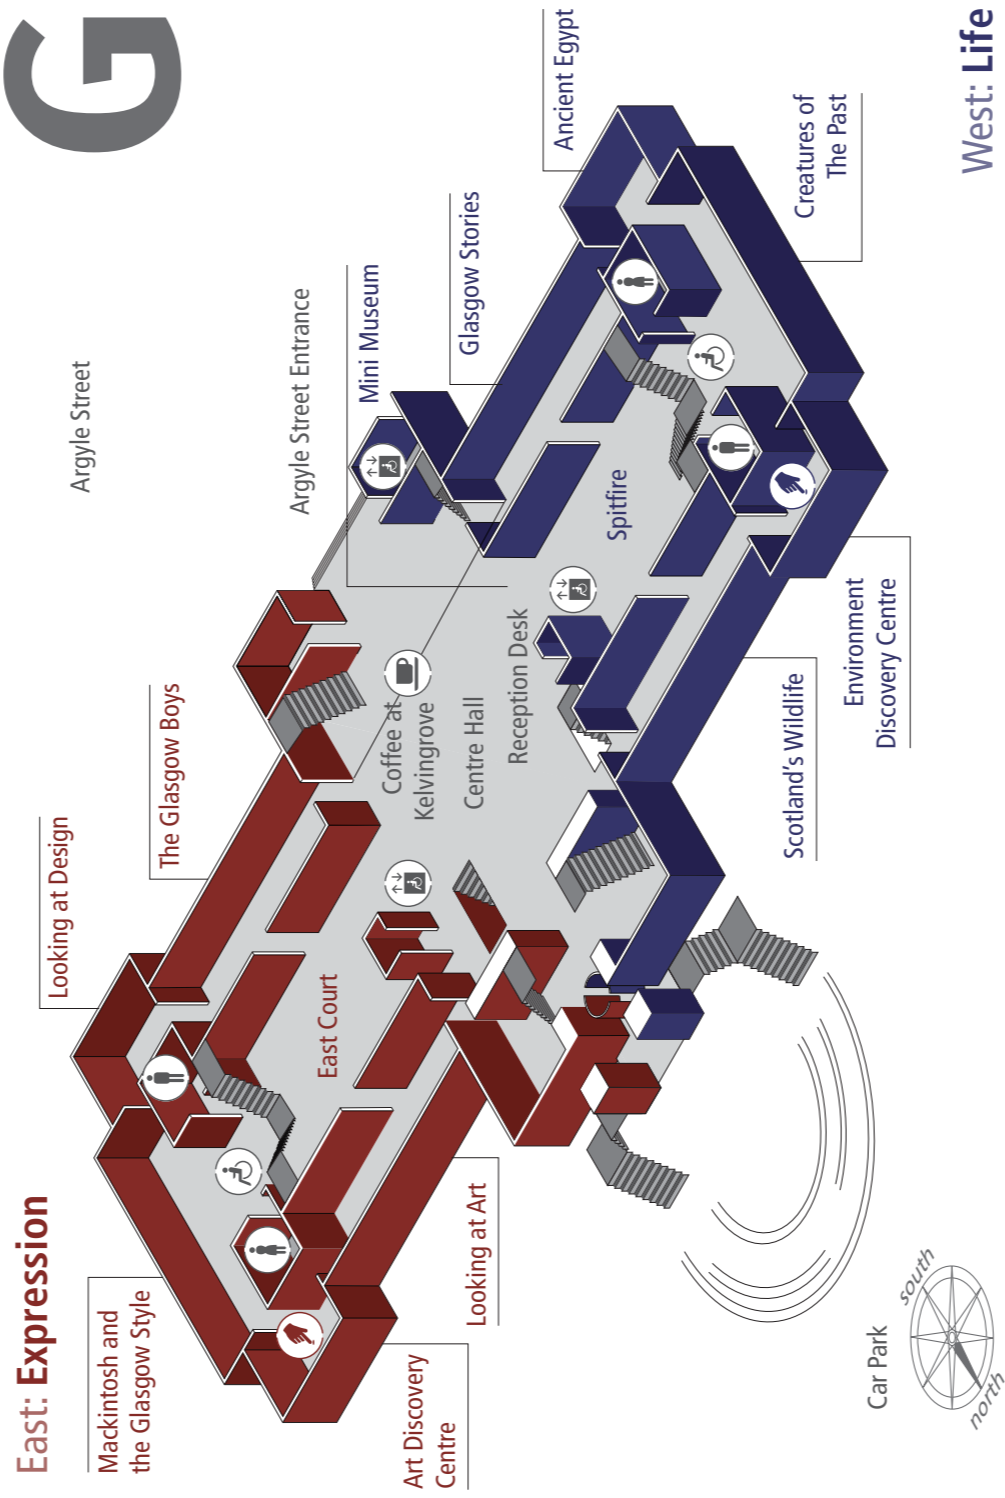 G
East: Expression
West: Life
Argyle Street
Argyle Street Entrance
Looking at Design
The Glasgow Boys
Mini Museum
Glasgow Stories
Ancient Egypt
Creatures of
The Past
Mackintosh and
the Glasgow Style
East Court
Coffee at
Kelvingrove
Centre Hall
Reception Desk
Spitfire
Art Discovery
Centre
Looking at Art
Scotland's Wildlife
Environment
Discovery Centre
Car Park
south
north